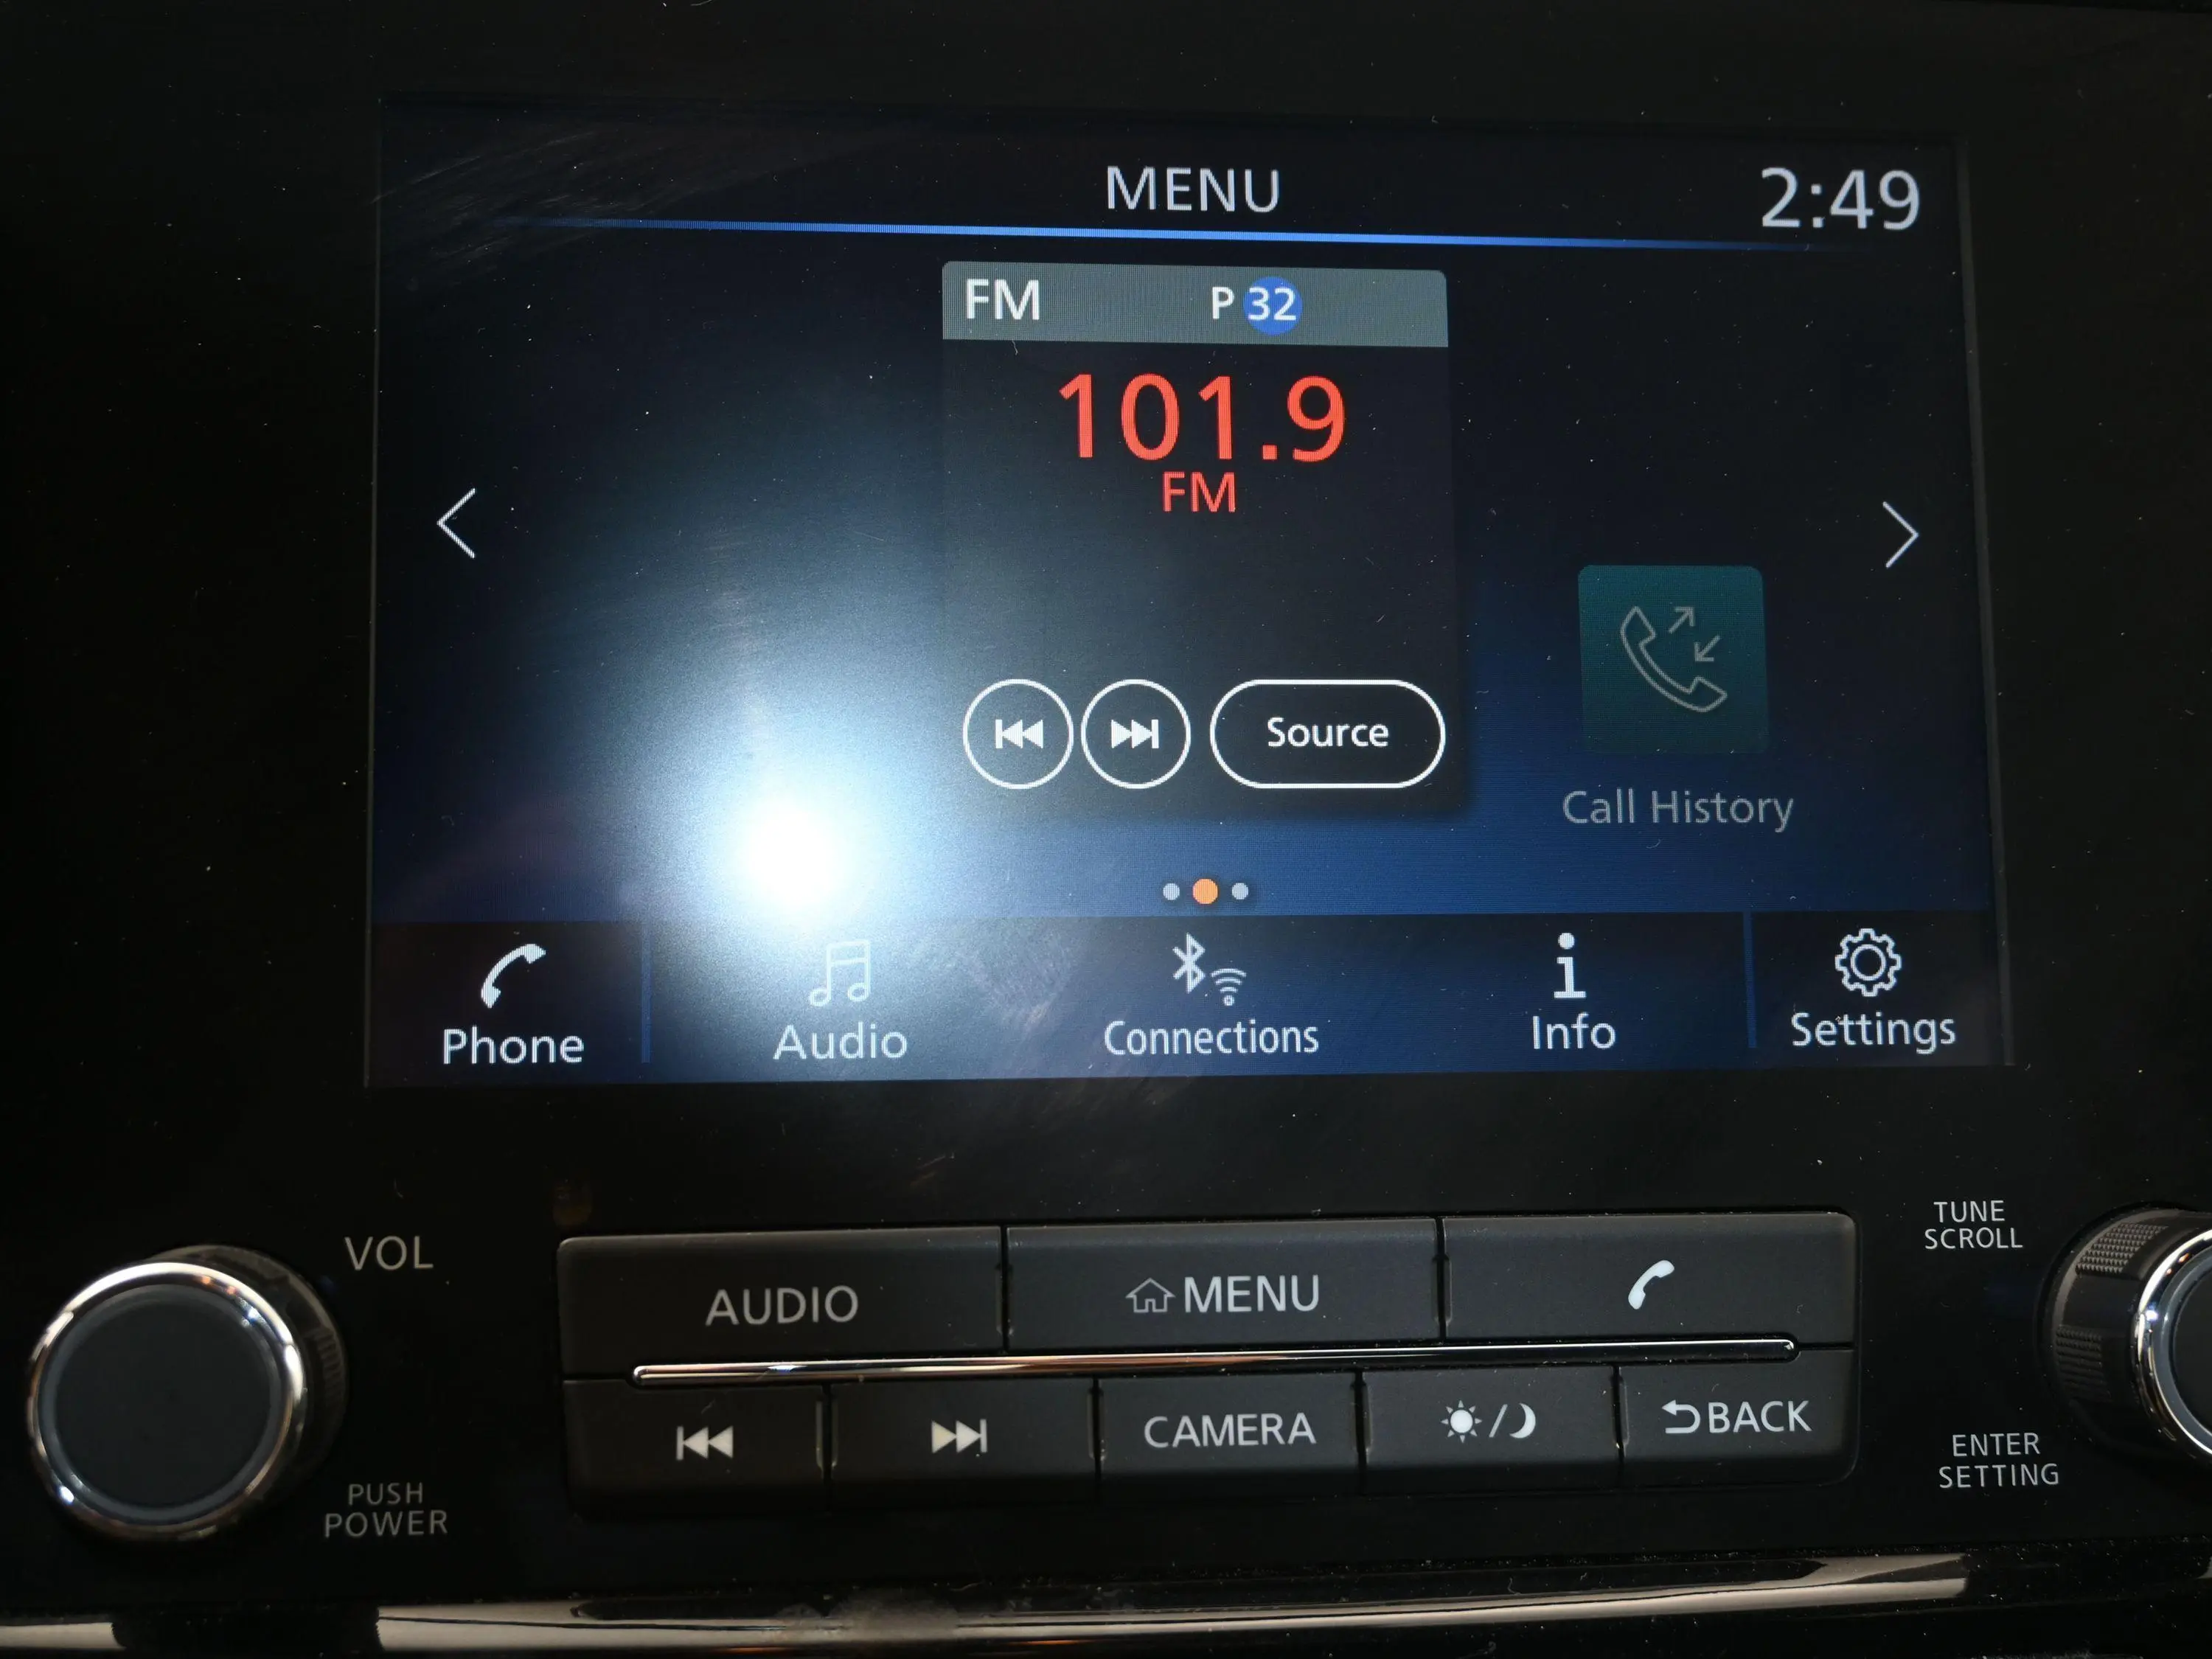 MENU
2:49
FM P 32
101.9
FM
Source
Call History
Phone
Audio
Connections
Info
Settings
VOL
PUSH
POWER
AUDIO
MENU
CAMERA
BACK
TUNE
SCROLL
ENTER
SETTING